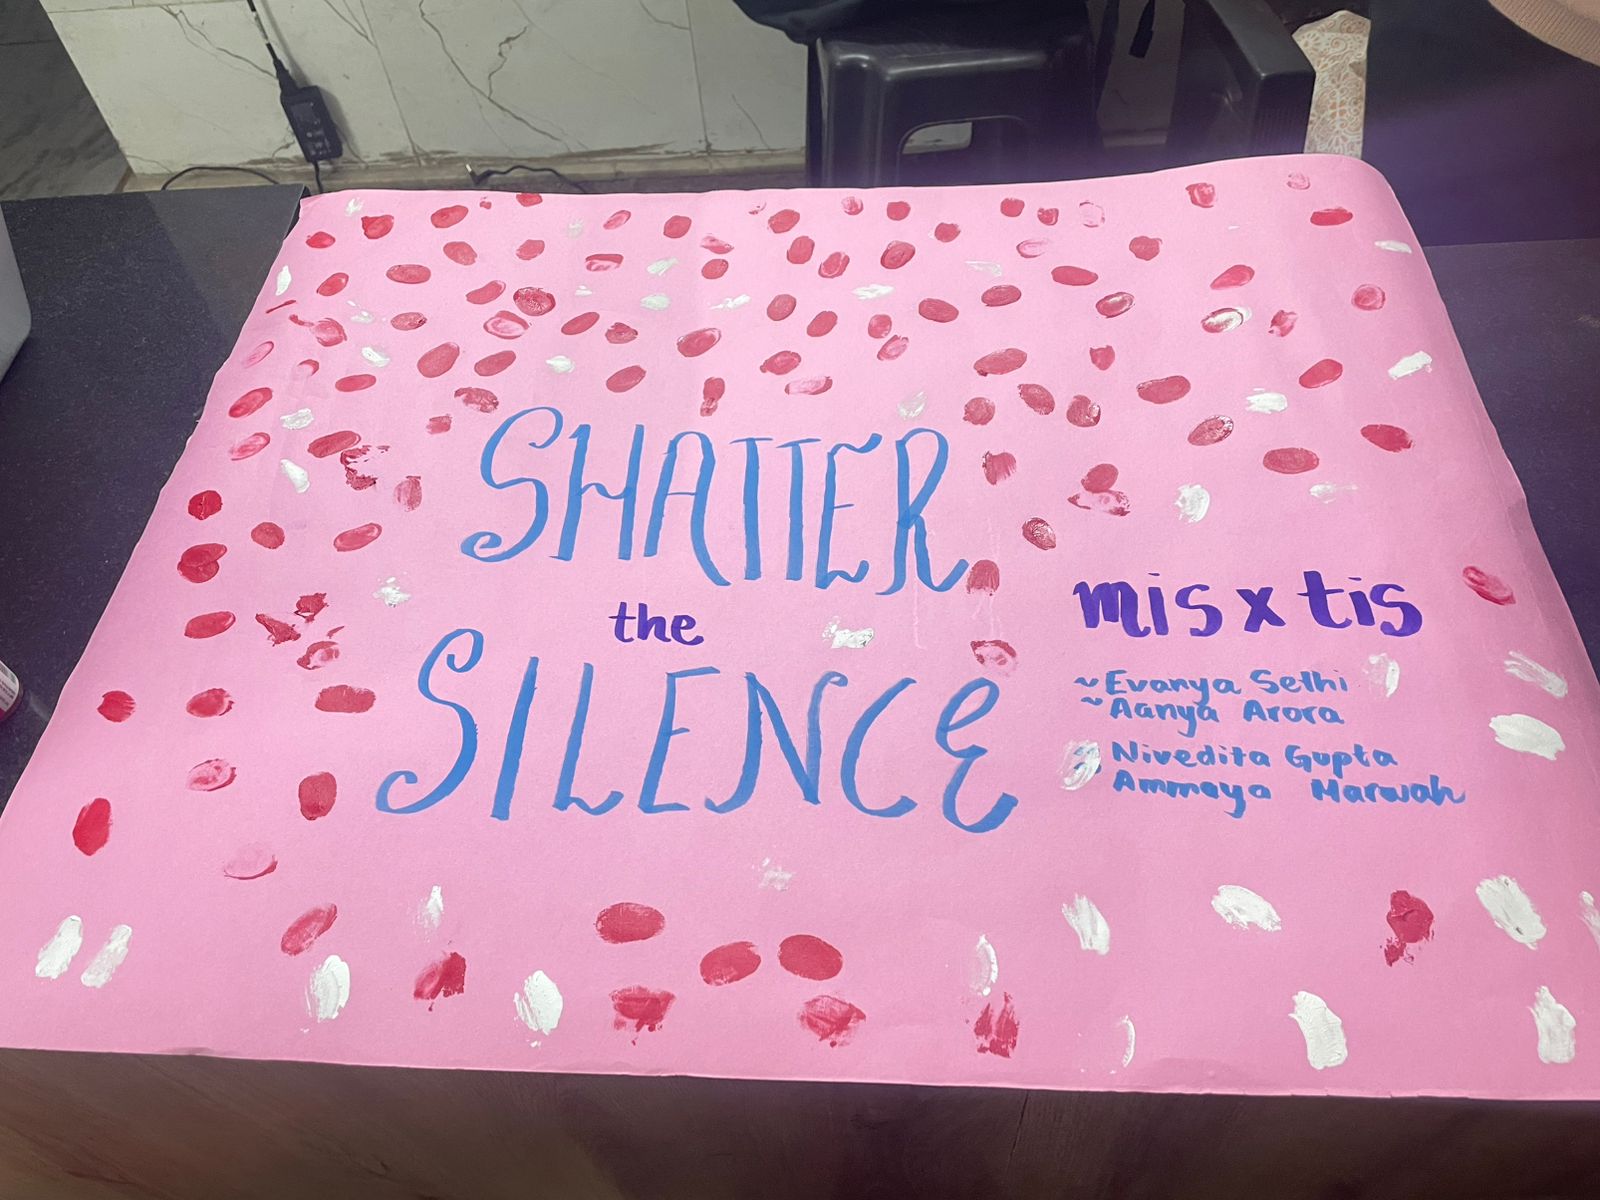 SHATTER
the
SILENCE
mis x tis
~ Evanya Sethi
~ Aanya Arora
Nivedita Gupta
Ammaya Marwah